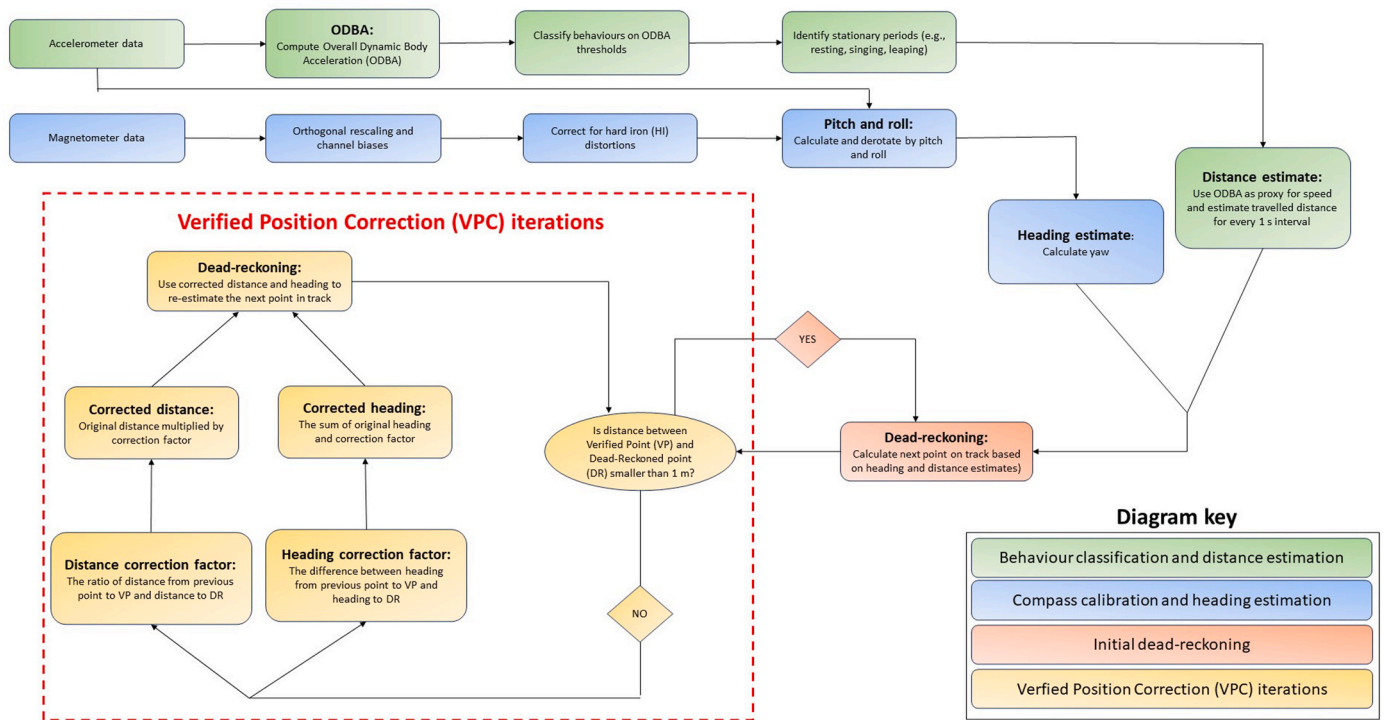 Accelerometer data
ODBA:
Compute Overall Dynamic Body
Acceleration (ODBA)
Classify behaviours on ODBA
thresholds
Identify stationary periods (e.g.,
resting, singing, leaping)
Magnetometer data
Orthogonal rescaling and
channel biases
Correct for hard iron (HI)
distortions
Pitch and roll:
Calculate and derotate by pitch
and roll
Distance estimate:
Use ODBA as proxy for speed
and estimate travelled distance
for every 1 s interval
Heading estimate:
Calculate yaw
Verified Position Correction (VPC) iterations
Dead-reckoning:
Use corrected distance and heading to
re-estimate the next point in track
YES
Corrected distance:
Original distance multiplied by
correction factor
Corrected heading:
The sum of original heading
and correction factor
Is distance between
Verified Point (VP) and
Dead-Reckoned point
(DR) smaller than 1 m?
Dead-reckoning:
Calculate next point on track based
on heading and distance estimates)
Distance correction factor:
The ratio of distance from previous
point to VP and distance to DR
Heading correction factor:
The difference between heading
from previous point to VP and
heading to DR
NO
Diagram key
Behaviour classification and distance estimation
Compass calibration and heading estimation
Initial dead-reckoning
Verfied Position Correction (VPC) iterations